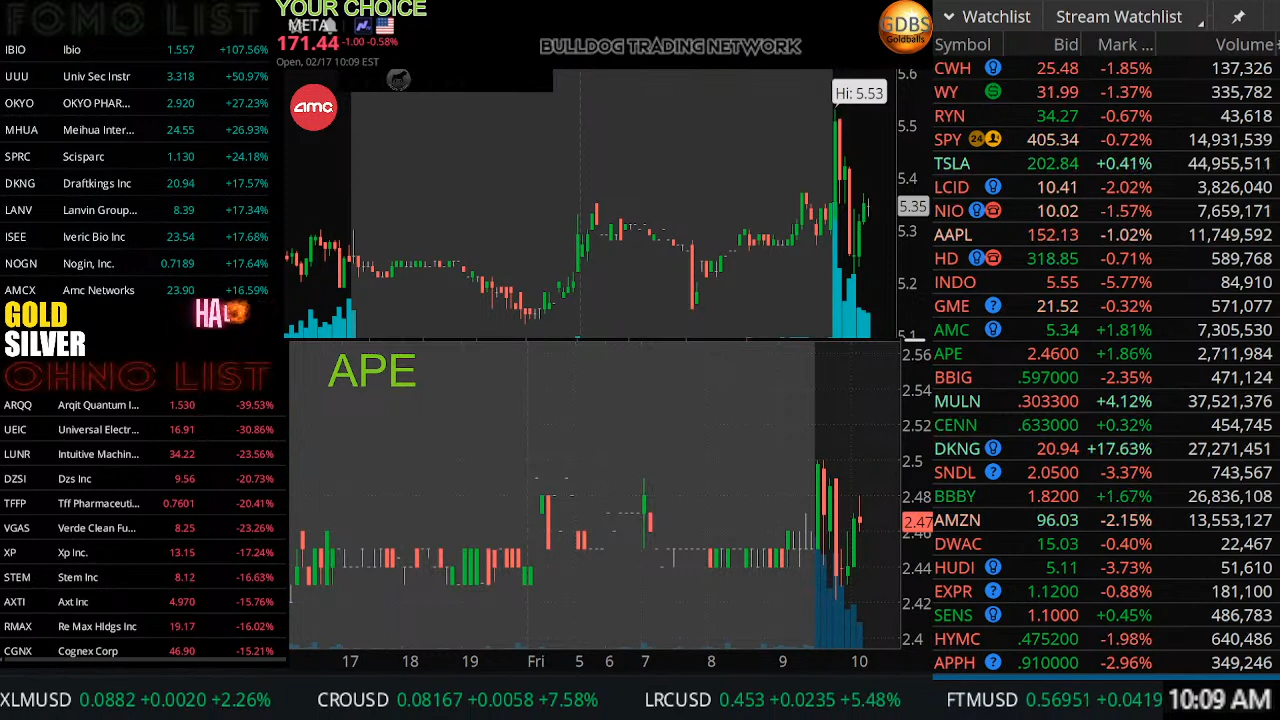 FOMO LIST
IBIO Ibio 1.557 +107.56%
UUU Univ Sec Instr 3.318 +50.97%
OKYO OKYO PHAR... 2.920 +27.23%
MHUA Meihua Inter... 24.55 +26.93%
SPRC Scisparc 1.130 +24.18%
DKNG Draftkings Inc 20.94 +17.57%
LANV Lanvin Group... 8.39 +17.34%
ISEE Iveric Bio Inc 23.54 +17.68%
NOGN Nogin, Inc. 0.7189 +17.64%
AMCX Amc Networks 23.90 +16.59%
GOLD
SILVER
OHNO LIST
ARQQ Arqit Quantum I... 1.530 -39.53%
UEIC Universal Electr... 16.91 -30.86%
LUNR Intuitive Machin... 34.22 -23.56%
DZSI Dzs Inc 9.56 -20.73%
TFFP Tff Pharmaceuti... 0.7601 -20.41%
VGAS Verde Clean Fu... 8.25 -23.26%
XP Xp Inc. 13.15 -17.24%
STEM Stem Inc 8.12 -16.63%
AXTI Axt Inc 4.970 -15.76%
RMAX Re Max Hldgs Inc 19.17 -16.02%
CGNX Cognex Corp 46.90 -15.21%
YOUR CHOICE
META
171.44 -1.00 -0.58%
Open, 02/17 10:09 EST
BULLDOG TRADING NETWORK
GDBS
Goldballs
amc
Hi: 5.53
5.6
5.5
5.4
5.35
5.3
5.2
5.1
APE
2.56
2.54
2.52
2.5
2.48
2.47
2.46
2.44
2.42
2.4
17 18 19 Fri 5 6 7 8 9 10
Watchlist Stream Watchlist
Symbol Bid Mark ... Volume
CWH 25.48 -1.85% 137,326
WY 31.99 -1.37% 335,782
RYN 34.27 -0.67% 43,618
SPY 24 405.34 -0.72% 14,931,539
TSLA 202.84 +0.41% 44,955,511
LCID 10.41 -2.02% 3,826,040
NIO 10.02 -1.57% 7,659,171
AAPL 152.13 -1.02% 11,749,592
HD 318.85 -0.71% 589,768
INDO 5.55 -5.77% 84,910
GME ? 21.52 -0.32% 571,077
AMC 5.34 +1.81% 7,305,530
APE 2.4600 +1.86% 2,711,984
BBIG .597000 -2.35% 471,124
MULN .303300 +4.12% 37,521,376
CENN .633000 +0.32% 454,745
DKNG 20.94 +17.63% 27,271,451
SNDL ? 2.0500 -3.37% 743,567
BBBY 1.8200 +1.67% 26,836,108
AMZN 96.03 -2.15% 13,553,127
DWAC 15.03 -0.40% 22,467
HUDI 5.11 -3.73% 51,610
EXPR ? 1.1200 -0.88% 181,100
SENS 1.1000 +0.45% 486,783
HYMC .475200 -1.98% 640,486
APPH ? .910000 -2.96% 349,246
XLMUSD 0.0882 +0.0020 +2.26% CROUSD 0.08167 +0.0058 +7.58% LRCUSD 0.453 +0.0235 +5.48% FTMUSD 0.56951 +0.0419 10:09 AM